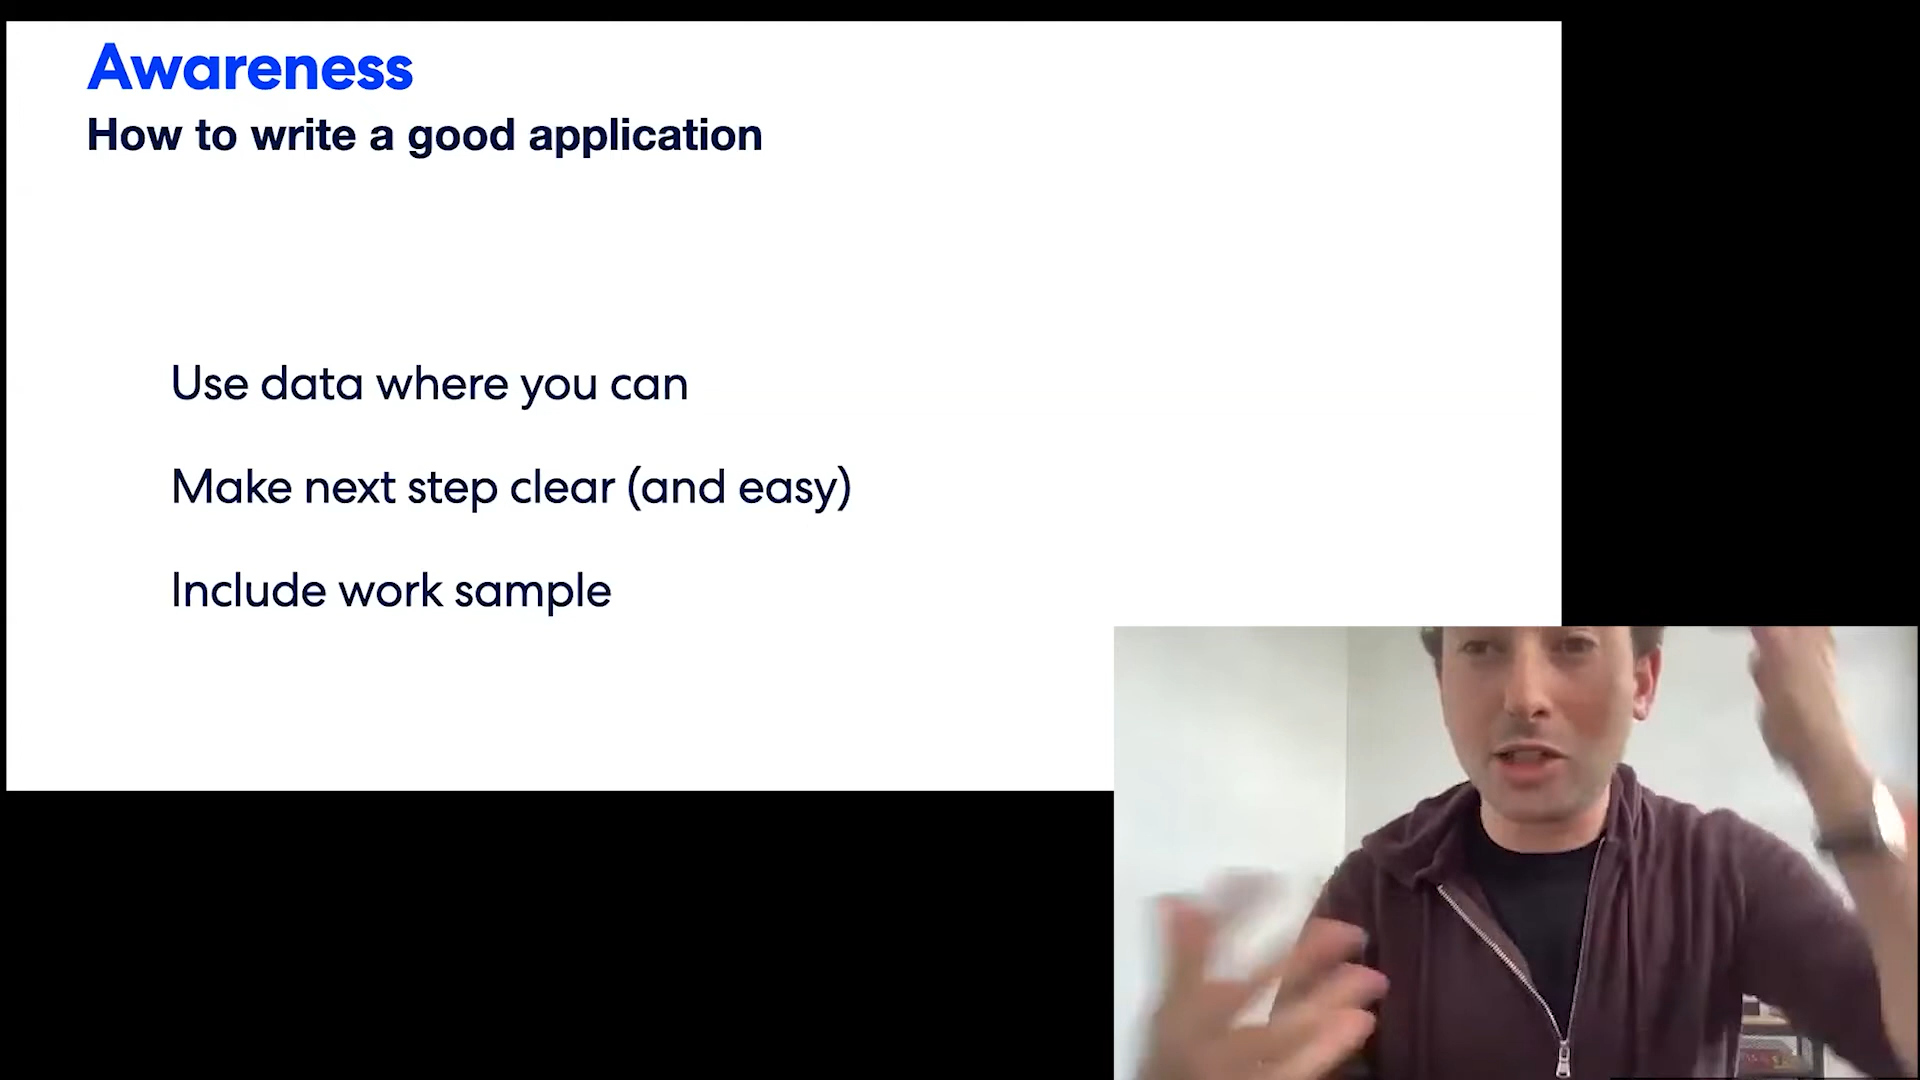 Awareness
How to write a good application
Use data where you can
Make next step clear (and easy)
Include work sample